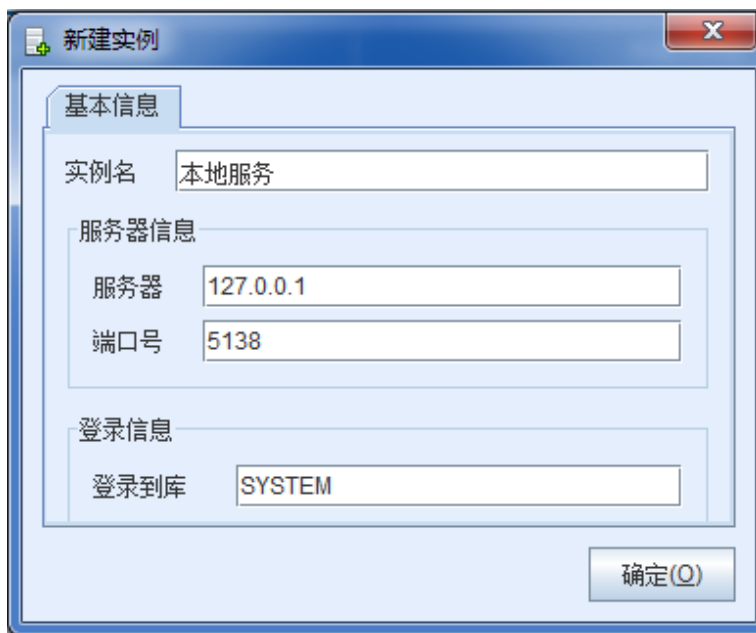 新建实例
基本信息
实例名 本地服务
服务器信息
服务器 127.0.0.1
端口号 5138
登录信息
登录到库 SYSTEM
确定(O)